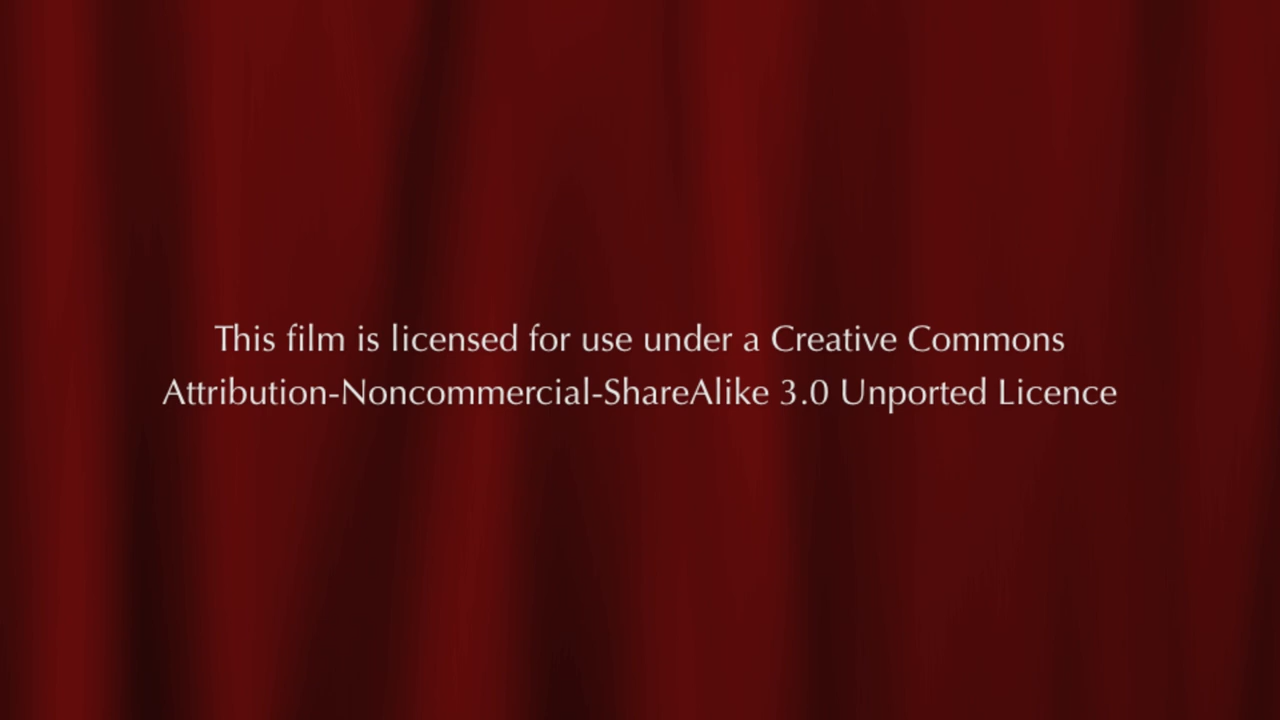 This film is licensed for use under a Creative Commons
Attribution-Noncommercial-ShareAlike 3.0 Unported Licence